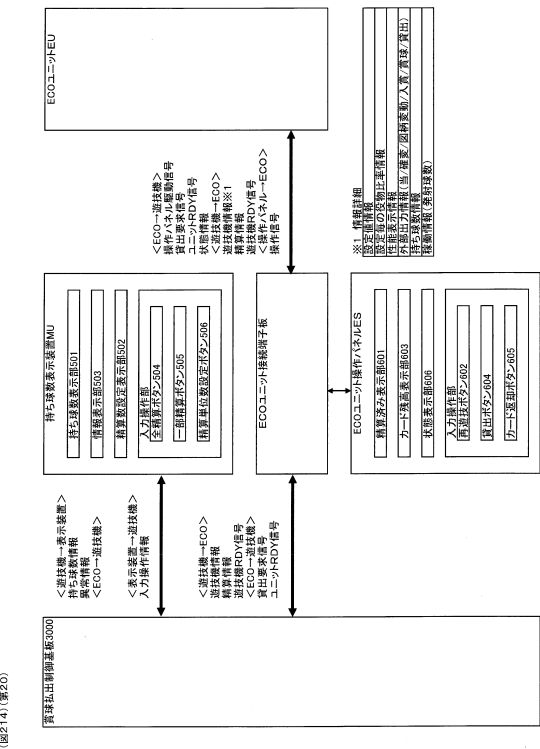 (図214)(第20)
賞球払出制御基板3000
<遊技機→表示装置>
持ち球数情報
異常情報
<ECO→遊技機>
<表示装置→遊技機>
入力操作情報
<遊技機→ECO>
遊技機情報
精算情報
遊技機RDY信号
<ECO→遊技機>
貸出要求信号
ユニットRDY信号
持ち球数表示装置MU
持ち球数表示部501
情報表示部503
精算数設定表示部502
入力操作部
全精算ボタン504
一部精算ボタン505
精算単位数設定ボタン506
ECOユニット接続端子板
ECOユニット操作パネルES
精算済み表示部601
カード残高表示部603
状態表示部606
入力操作部
再遊技ボタン602
貸出ボタン604
カード返却ボタン605
<ECO→遊技機>
操作パネル駆動信号
貸出要求信号
ユニットRDY信号
状態情報
<遊技機→ECO>
遊技機情報※1
精算情報
遊技機RDY信号
<操作パネル→ECO>
操作信号
ECOユニットEU
※1 情報詳細
設定値情報
設定毎の役物比率情報
性能表示情報
外部出力情報(当/確変/図柄変動/入賞/賞球/貸出)
持ち球数情報
稼働情報(発射球数)